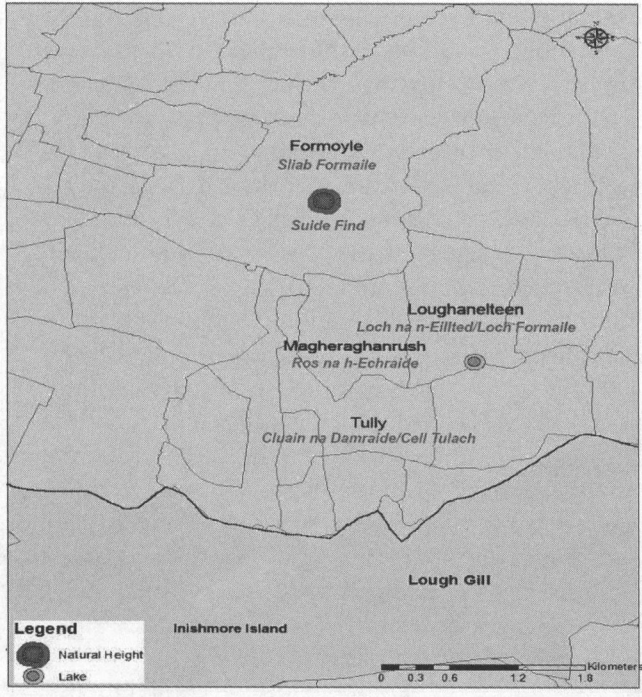 Formoyle
Sliab Formaile
Suide Find
Loughanelteen
Loch na n-Eillted/Loch Formaile
Magheraghanrush
Ros na h-Echraide
Tully
Cluain na Damraide/Cell Tulach
Lough Gill
Inishmore Island
Legend
Natural Height
Lake
Kilometers
0 0.3 0.6 1.2 1.8